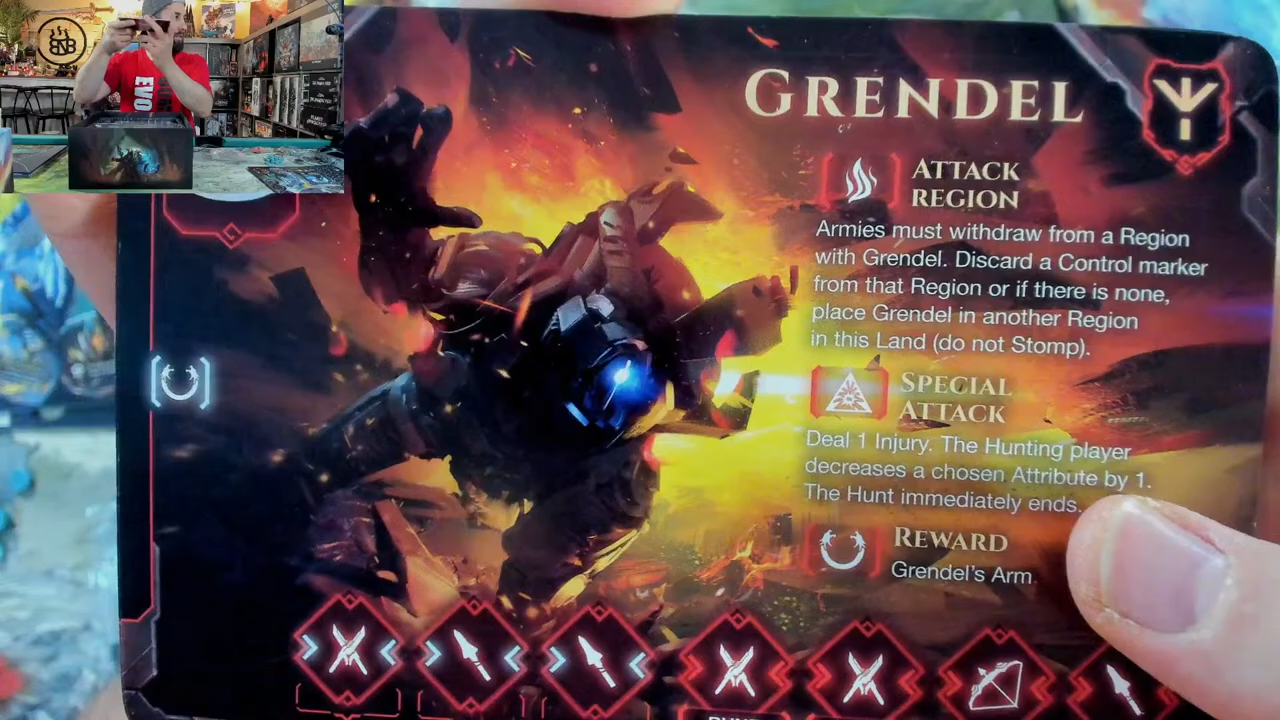 BNB
EVO
GRENDEL
ATTACK
REGION
Armies must withdraw from a Region
with Grendel. Discard a Control marker
from that Region or if there is none,
place Grendel in another Region
in this Land (do not Stomp).
SPECIAL
ATTACK
Deal 1 Injury. The Hunting player
decreases a chosen Attribute by 1.
The Hunt immediately ends.
REWARD
Grendel's Arm